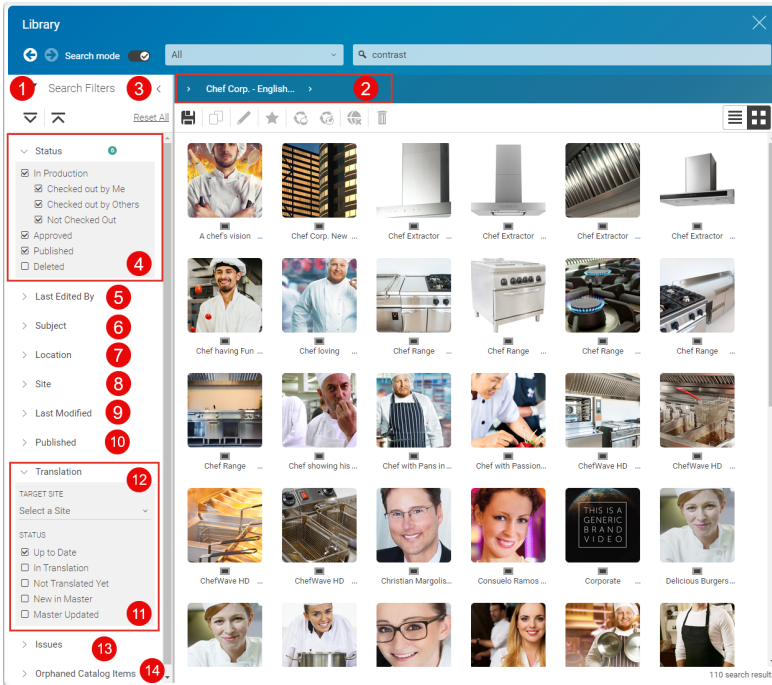 Library
Search mode
All
contrast
1
Search Filters
3
Chef Corp. - English...
2
Reset All
Status
0
In Production
Checked out by Me
Checked out by Others
Not Checked Out
Approved
Published
Deleted
4
Last Edited By
5
Subject
6
Location
7
Site
8
Last Modified
9
Published
10
Translation
12
TARGET SITE
Select a Site
STATUS
Up to Date
In Translation
Not Translated Yet
New in Master
Master Updated
11
Issues
13
Orphaned Catalog Items
14
A chef's vision ...
Chef Corp. New ...
Chef Extractor ...
Chef Extractor ...
Chef Extractor ...
Chef Extractor ...
Chef having Fun ...
Chef loving ...
Chef Range ...
Chef Range ...
Chef Range ...
Chef Range ...
Chef Range ...
Chef showing his ...
Chef with Pans in ...
Chef with Passion...
ChefWave HD ...
ChefWave HD ...
THIS IS A
GENERIC
BRAND
VIDEO
ChefWave HD ...
ChefWave HD ...
Christian Margolis...
Consuelo Ramos ...
Corporate ...
Delicious Burgers...
110 search result